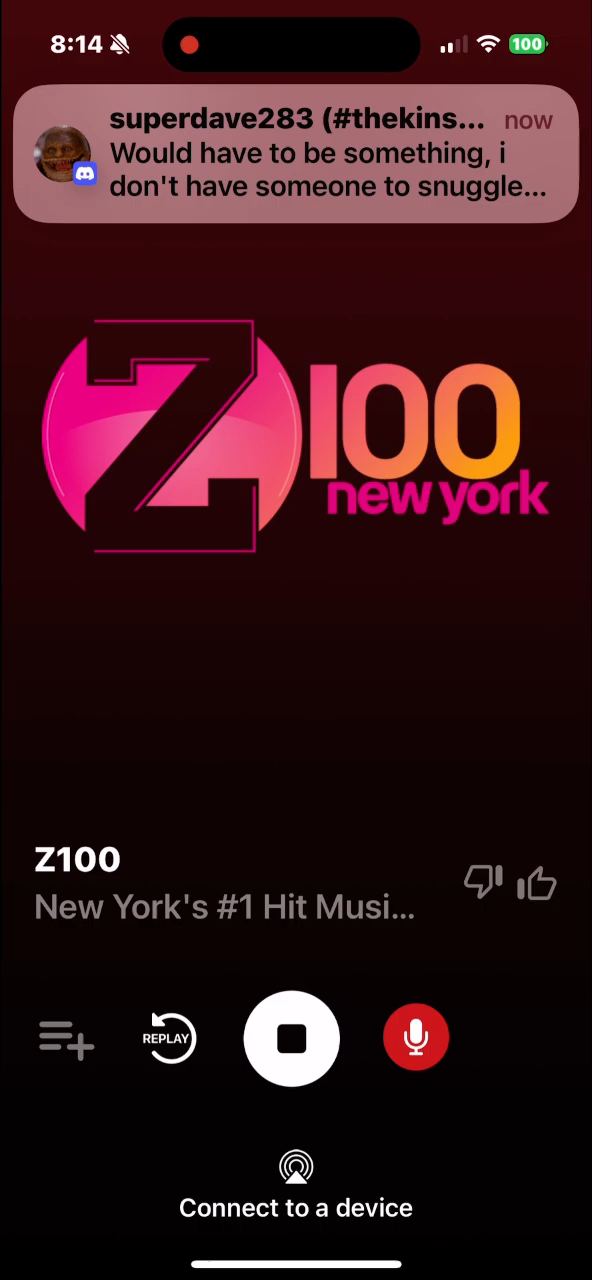 8:14
100
superdave283 (#thekins... now
Would have to be something, i
don't have someone to snuggle...
Z100
new york
Z100
New York's #1 Hit Musi...
REPLAY
Connect to a device